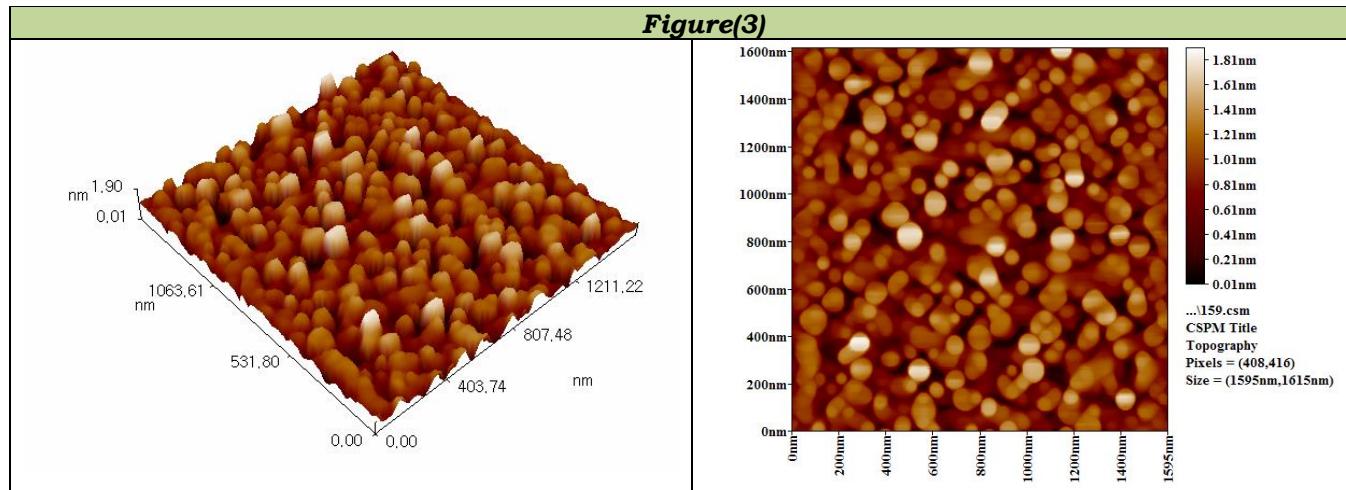 Figure(3)
nm 1.90
0.01
1063.61
nm
531.80
0.00
0.00
403.74
nm
807.48
1211.22
1600nm
1400nm
1200nm
1000nm
800nm
600nm
400nm
200nm
0nm
0nm
200nm
400nm
600nm
800nm
1000nm
1200nm
1400nm
1595nm
1.81nm
1.61nm
1.41nm
1.21nm
1.01nm
0.81nm
0.61nm
0.41nm
0.21nm
0.01nm
...\159.csm
CSPM Title
Topography
Pixels = (408,416)
Size = (1595nm,1615nm)